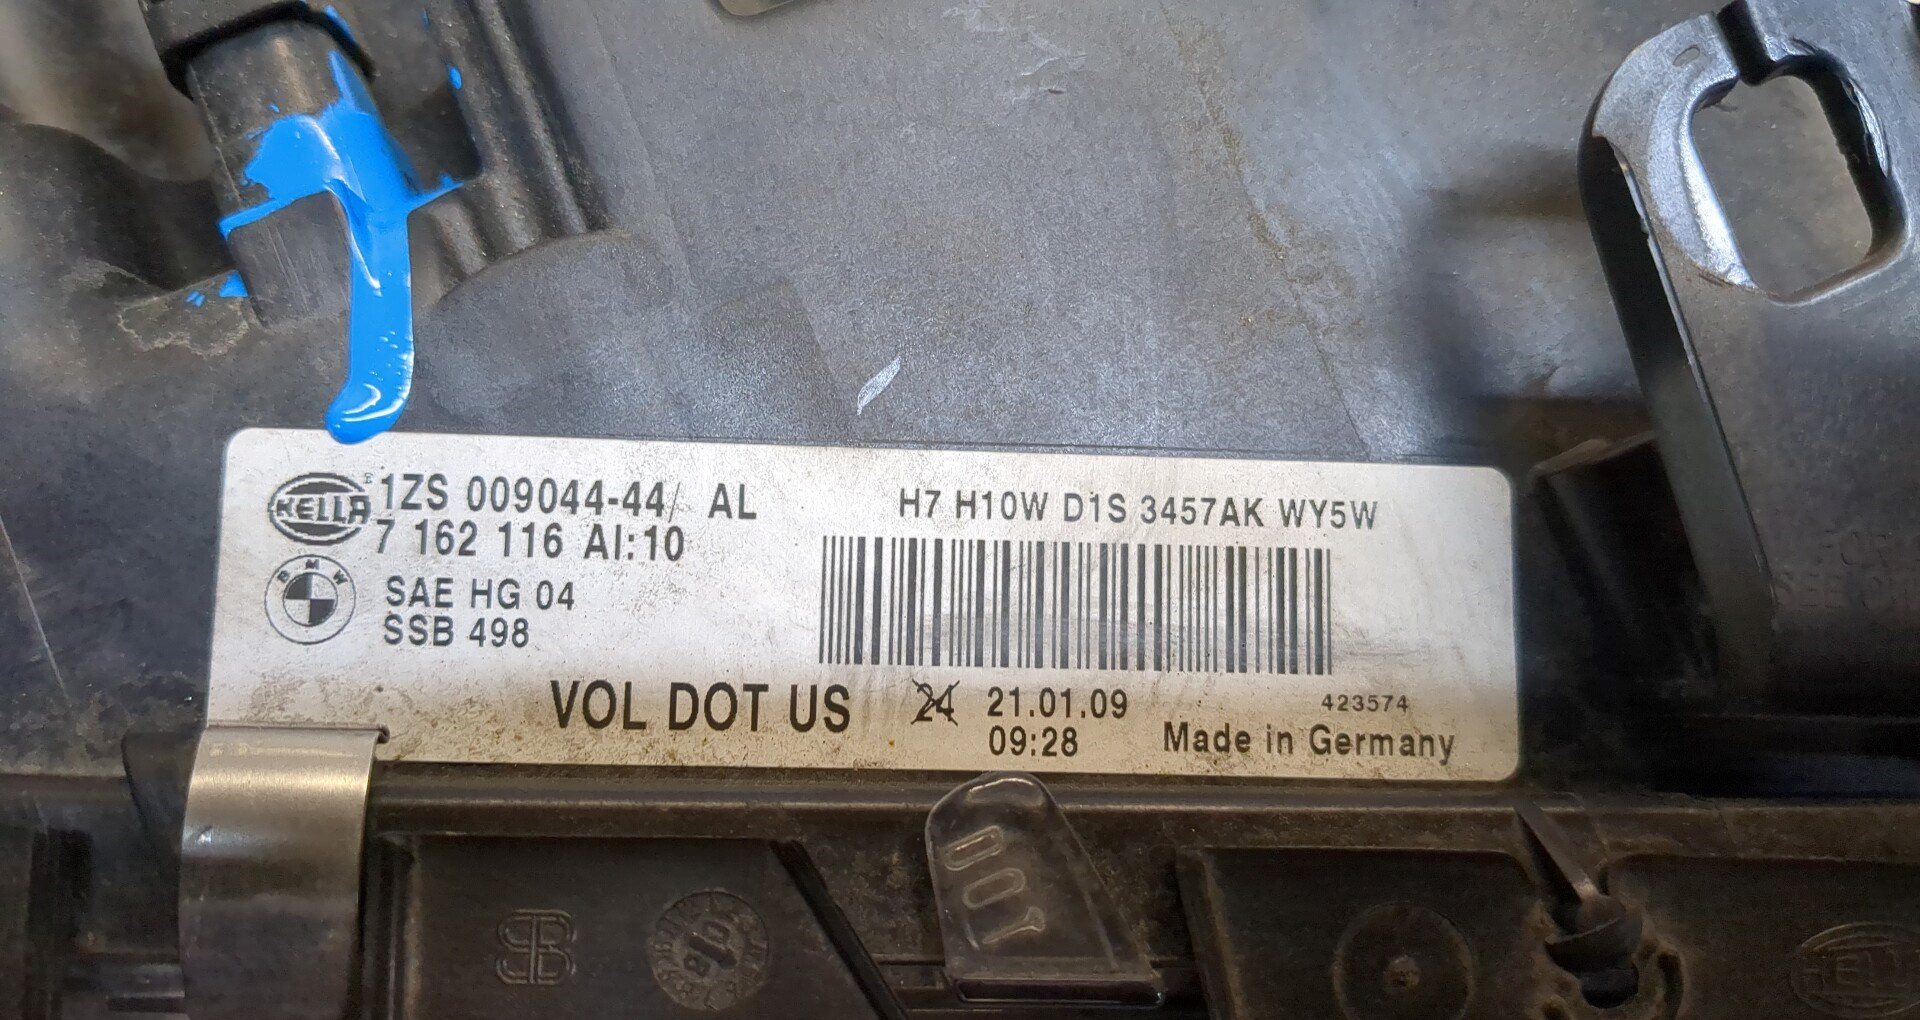 HELLA
1ZS 009044-44/ AL
7 162 116 AI:10
BMW
SAE HG 04
SSB 498
H7 H10W D1S 3457AK WY5W
VOL DOT US
24
21.01.09
09:28
423574
Made in Germany
DOT
HELLA